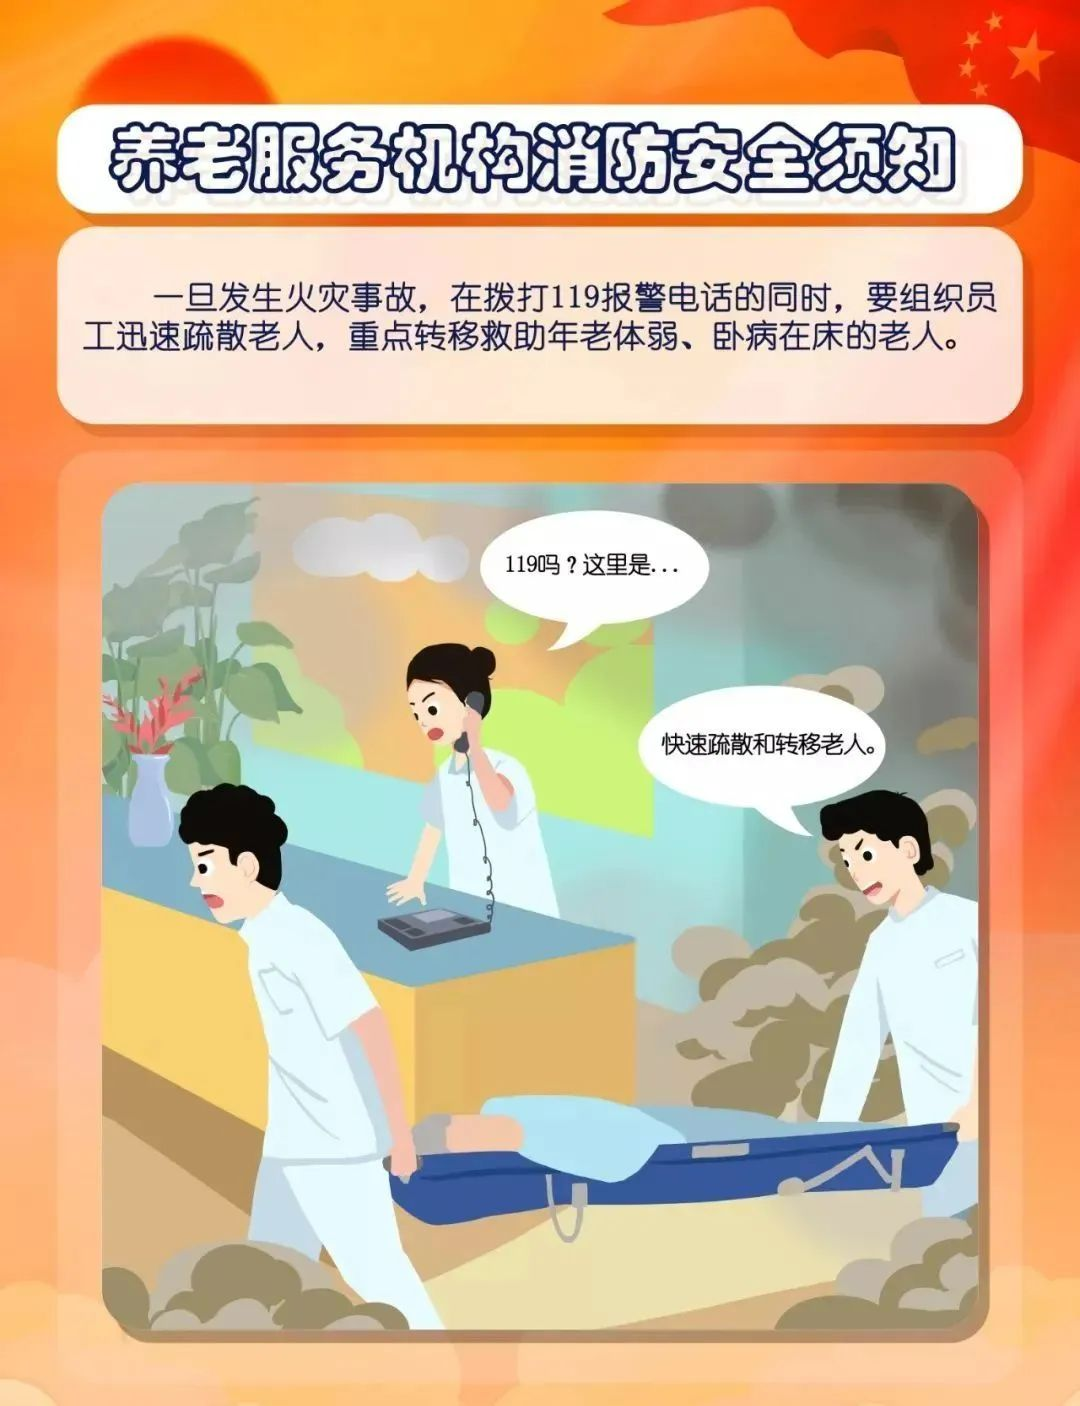 养老服务机构消防安全须知
一旦发生火灾事故，在拨打119报警电话的同时，要组织员
工迅速疏散老人，重点转移救助年老体弱、卧病在床的老人。
119吗？这里是...
快速疏散和转移老人。